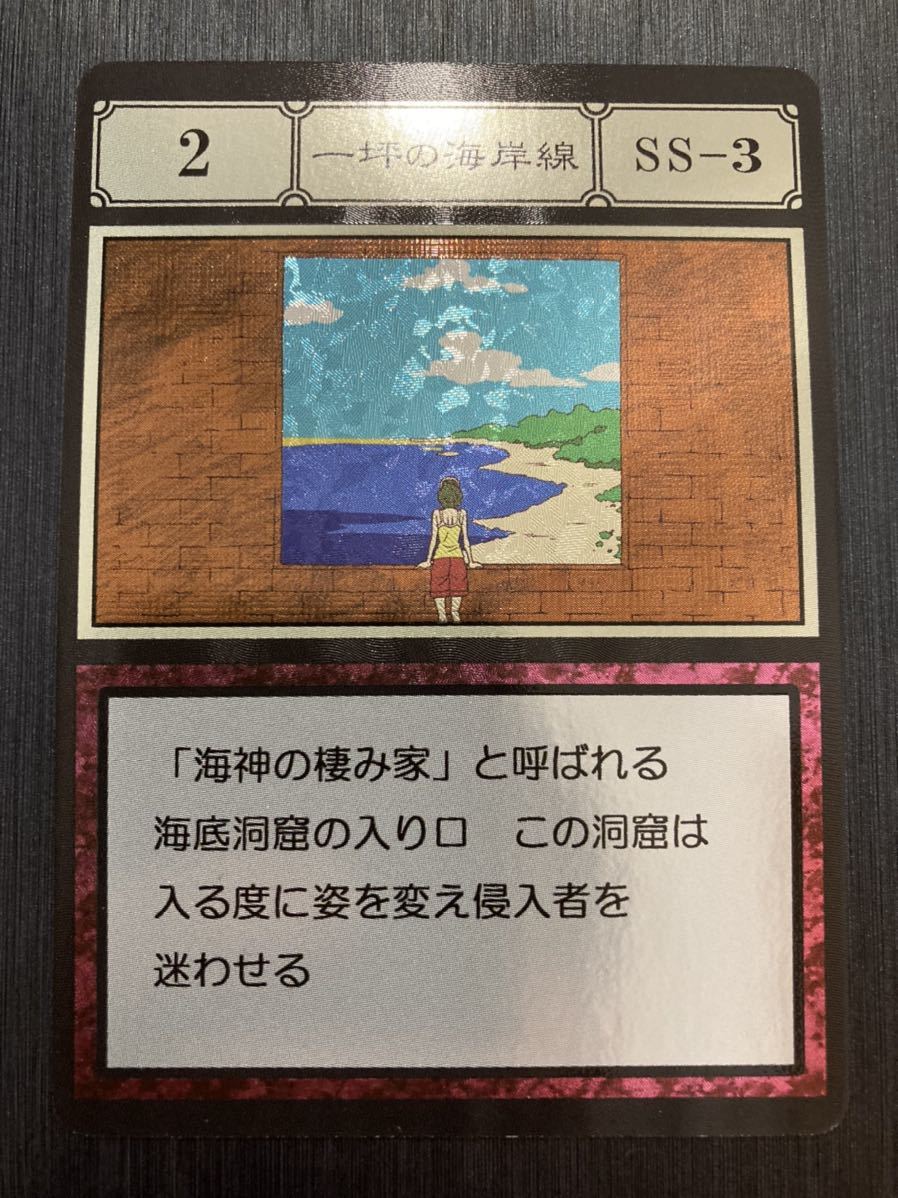 2
一坪の海岸線
SS-3
「海神の棲み家」と呼ばれる
海底洞窟の入り口　この洞窟は
入る度に姿を変え侵入者を
迷わせる